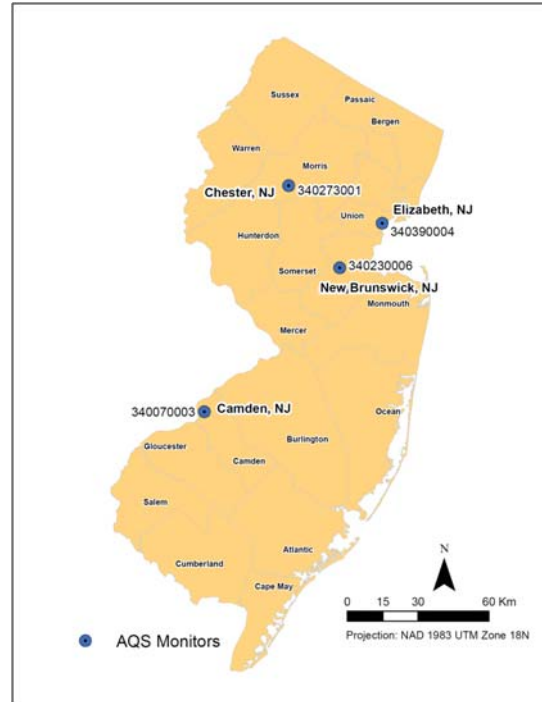 Sussex
Passaic
Bergen
Warren
Morris
Chester, NJ
340273001
Elizabeth, NJ
Union
340390004
Hunterdon
Somerset
340230006
New Brunswick, NJ
Monmouth
Mercer
340070003
Camden, NJ
Ocean
Gloucester
Burlington
Camden
Salem
Atlantic
Cumberland
Cape May
N
0 15 30 60 Km
Projection: NAD 1983 UTM Zone 18N
AQS Monitors